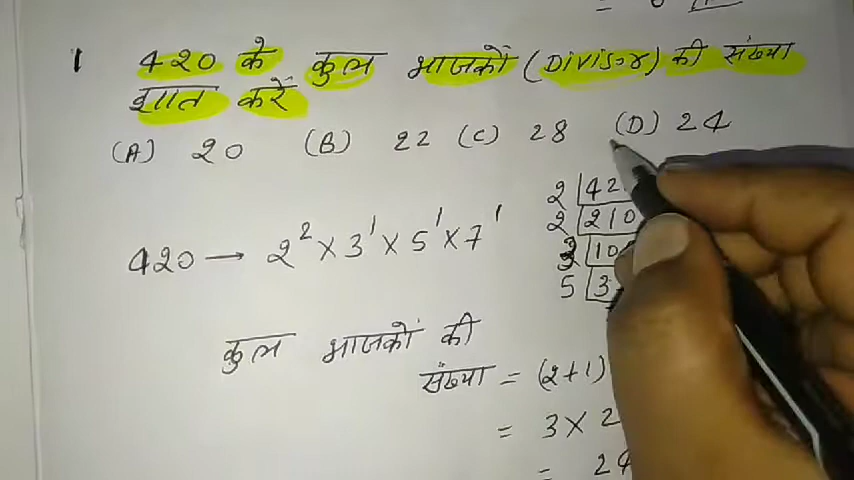 1 420 के कुल भाजकों (Divisor) की संख्या
ज्ञात करें
(A) 20 (B) 22 (C) 28 (D) 24
2 42
420 → 2² × 3¹ × 5¹ × 7¹
2 210
3 10
5 3
कुल भाजकों की
संख्या = (2+1)
= 3 × 2
= 24